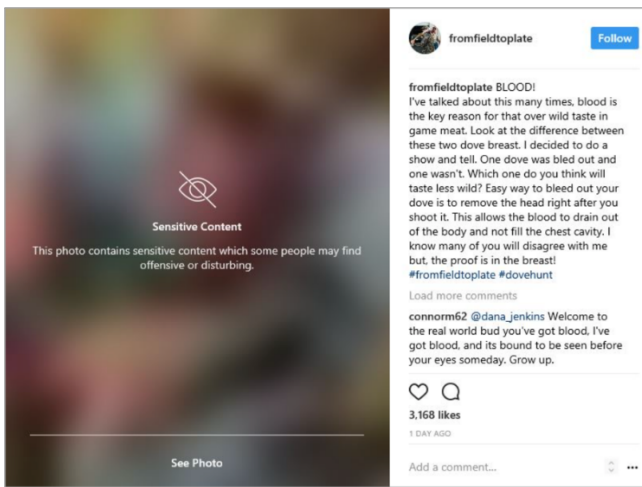 fromfieldtoplate
Follow
Sensitive Content
This photo contains sensitive content which some people may find
offensive or disturbing.
See Photo
fromfieldtoplate BLOOD!
I've talked about this many times, blood is
the key reason for that over wild taste in
game meat. Look at the difference between
these two dove breast. I decided to do a
show and tell. One dove was bled out and
one wasn't. Which one do you think will
taste less wild? Easy way to bleed out your
dove is to remove the head right after you
shoot it. This allows the blood to drain out
of the body and not fill the chest cavity. I
know many of you will disagree with me
but, the proof is in the breast!
#fromfieldtoplate #dovehunt
Load more comments
connorm62 @dana_jenkins Welcome to
the real world bud you've got blood, I've
got blood, and its bound to be seen before
your eyes someday. Grow up.
3,168 likes
1 DAY AGO
Add a comment...